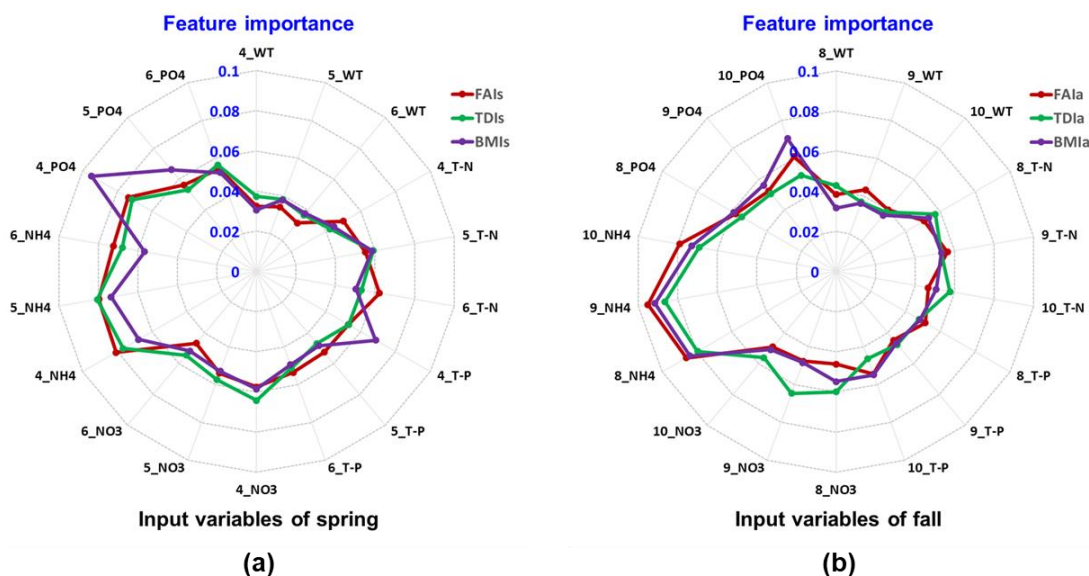 Feature importance
4_WT
5_WT
6_WT
4_T-N
5_T-N
6_T-N
4_T-P
5_T-P
6_T-P
4_NO3
5_NO3
6_NO3
4_NH4
5_NH4
6_NH4
4_PO4
5_PO4
6_PO4
0.1
0.08
0.06
0.04
0.02
0
FAIs
TDIs
BMIs
Input variables of spring
(a)
Feature importance
8_WT
9_WT
10_WT
8_T-N
9_T-N
10_T-N
8_T-P
9_T-P
10_T-P
8_NO3
9_NO3
10_NO3
8_NH4
9_NH4
10_NH4
8_PO4
9_PO4
10_PO4
0.1
0.08
0.06
0.04
0.02
0
FAIa
TDIa
BMIa
Input variables of fall
(b)